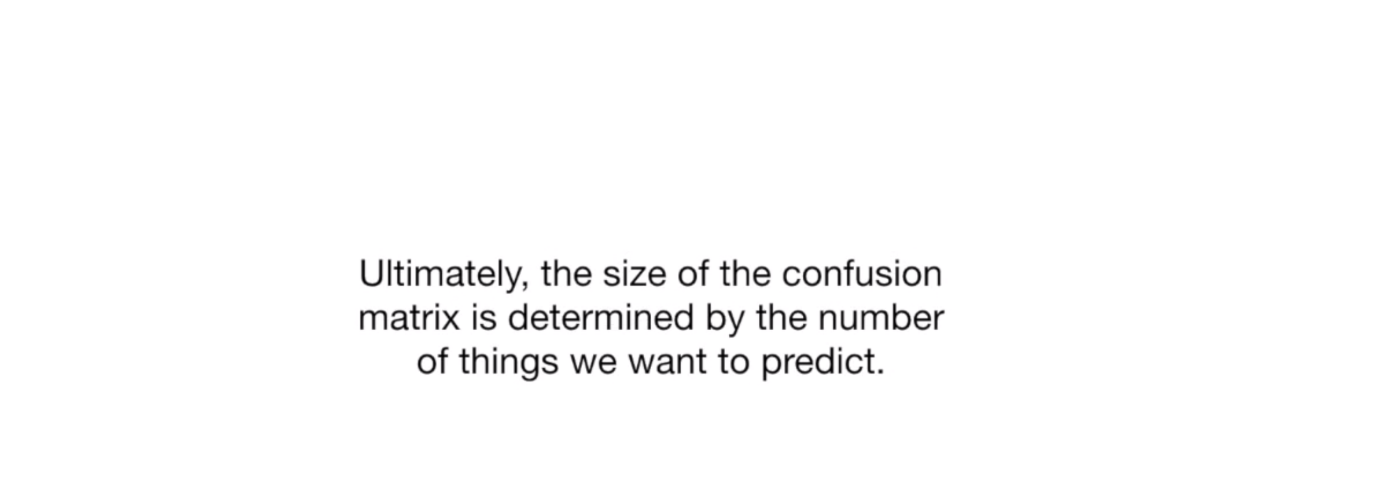 Ultimately, the size of the confusion
matrix is determined by the number
of things we want to predict.